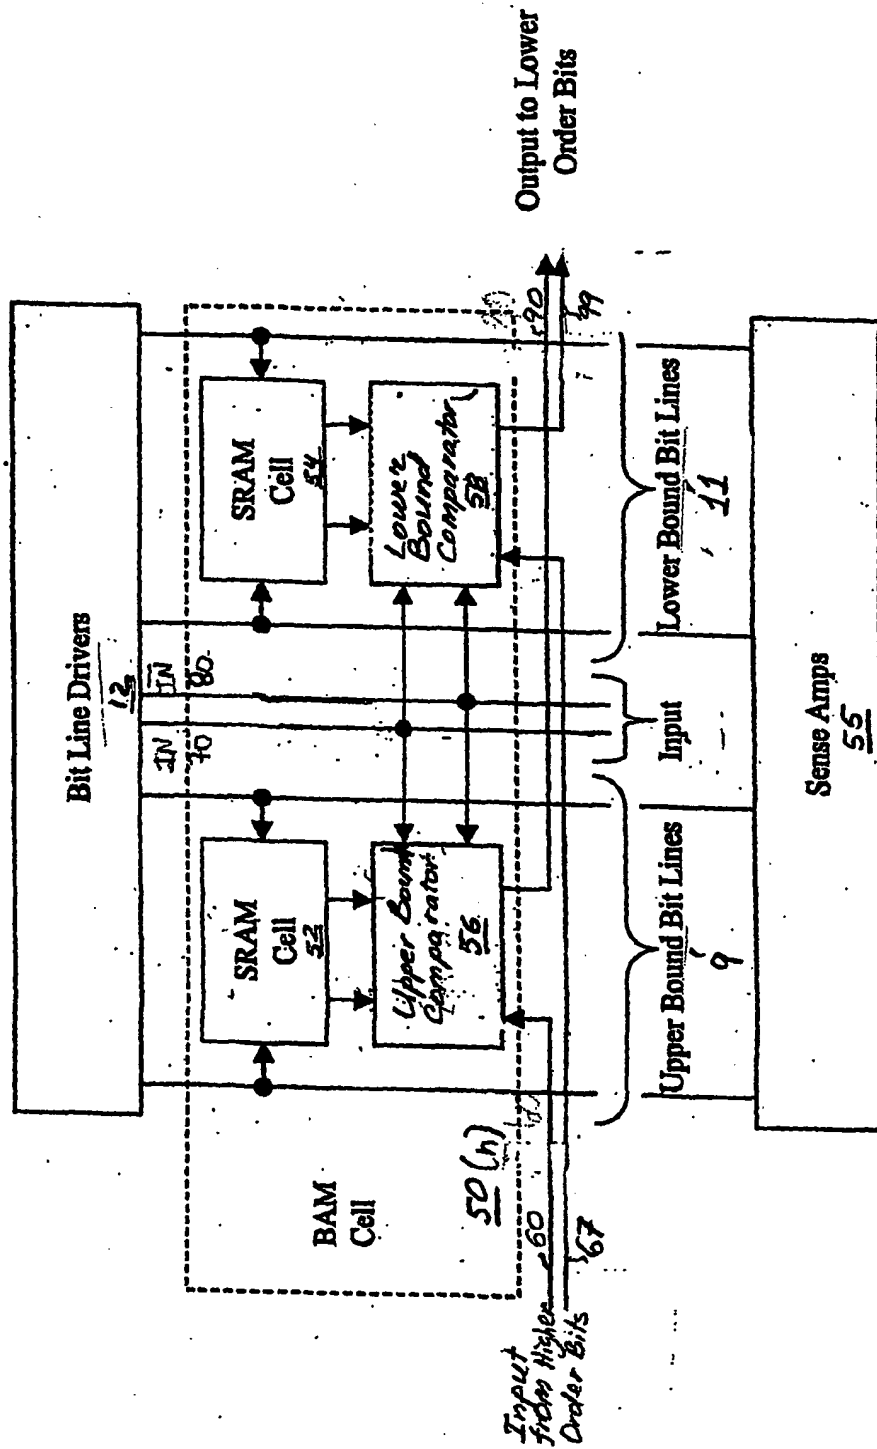 Bit Line Drivers
12
IN
70
IN
80
BAM
Cell
50(h)
SRAM
Cell
52
Upper Bound
Comparator
56
SRAM
Cell
54
Lower
Bound
Comparator
58
Input
from Higher
Order Bits
60
67
90
99
Output to Lower
Order Bits
Upper Bound Bit Lines
9
Input
Lower Bound Bit Lines
11
Sense Amps
55